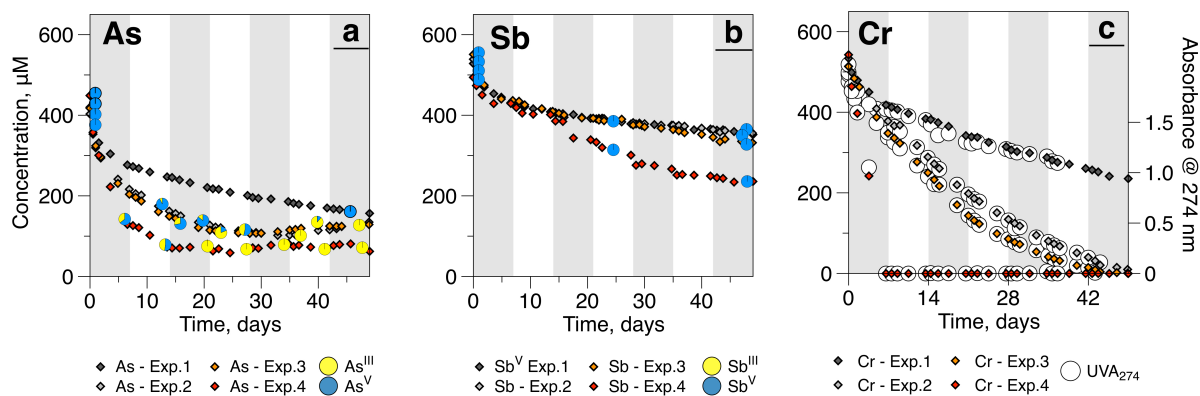 As
a
Concentration, µM
600
400
200
0
0 10 20 30 40
Time, days
As - Exp.1 As - Exp.3 As^III
As - Exp.2 As - Exp.4 As^V
Sb
b
600
400
200
0
0 10 20 30 40
Time, days
Sb^V Exp.1 Sb - Exp.3 Sb^III
Sb - Exp.2 Sb - Exp.4 Sb^V
Cr
c
600
400
200
0
0 14 28 42
Time, days
1.5
1.0
0.5
0
Absorbance @ 274 nm
Cr - Exp.1 Cr - Exp.3 UVA₂₇₄
Cr - Exp.2 Cr - Exp.4